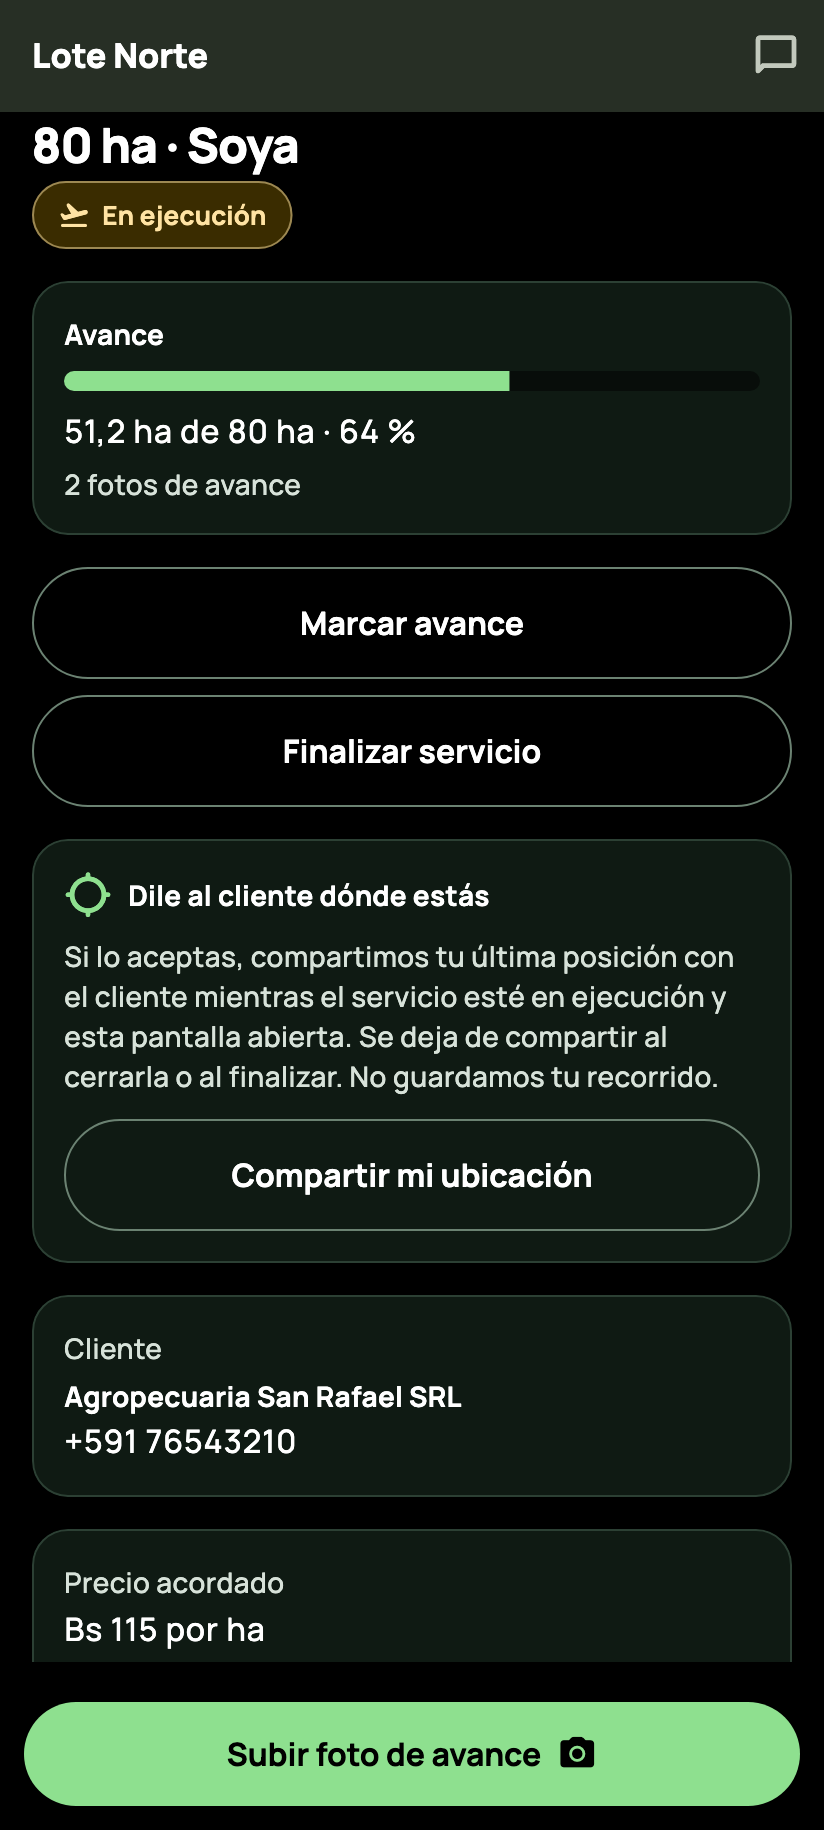 Lote Norte
80 ha · Soya
En ejecución
Avance
51,2 ha de 80 ha · 64 %
2 fotos de avance
Marcar avance
Finalizar servicio
Dile al cliente dónde estás
Si lo aceptas, compartimos tu última posición con
el cliente mientras el servicio esté en ejecución y
esta pantalla abierta. Se deja de compartir al
cerrarla o al finalizar. No guardamos tu recorrido.
Compartir mi ubicación
Cliente
Agropecuaria San Rafael SRL
+591 76543210
Precio acordado
Bs 115 por ha
Subir foto de avance